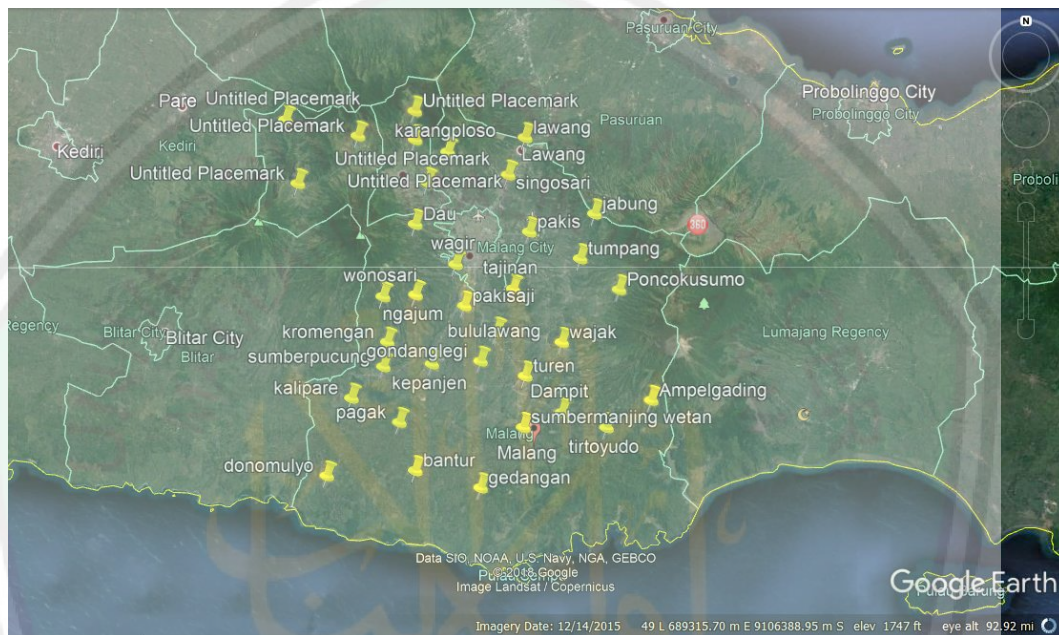 N
Pasuruan City
Probolinggo City
Probolinggo City
Pare
Untitled Placemark
Untitled Placemark
Pasuruan
Untitled Placemark
karangploso
lawang
Kediri
Kediri
Lawang
Untitled Placemark
Untitled Placemark
Untitled Placemark
singosari
Proboli
jabung
360
Dau
pakis
wagir
Malang City
tumpang
wonosari
tajinan
Poncokusumo
pakisaji
ngajum
Regency
Blitar City
Blitar City
Blitar
kromengan
bululawang
wajak
Lumajang Regency
sumberpucung
gondanglegi
turen
kalipare
kepanjen
Dampit
Ampelgading
pagak
sumbermanjing wetan
Malang
Malang
tirtoyudo
donomulyo
bantur
gedangan
Data SIO, NOAA, U.S. Navy, NGA, GEBCO
© 2018 Google
Image Landsat / Copernicus
Google Earth
Imagery Date: 12/14/2015 49 L 689315.70 m E 9106388.95 m S elev 1747 ft eye alt 92.92 mi